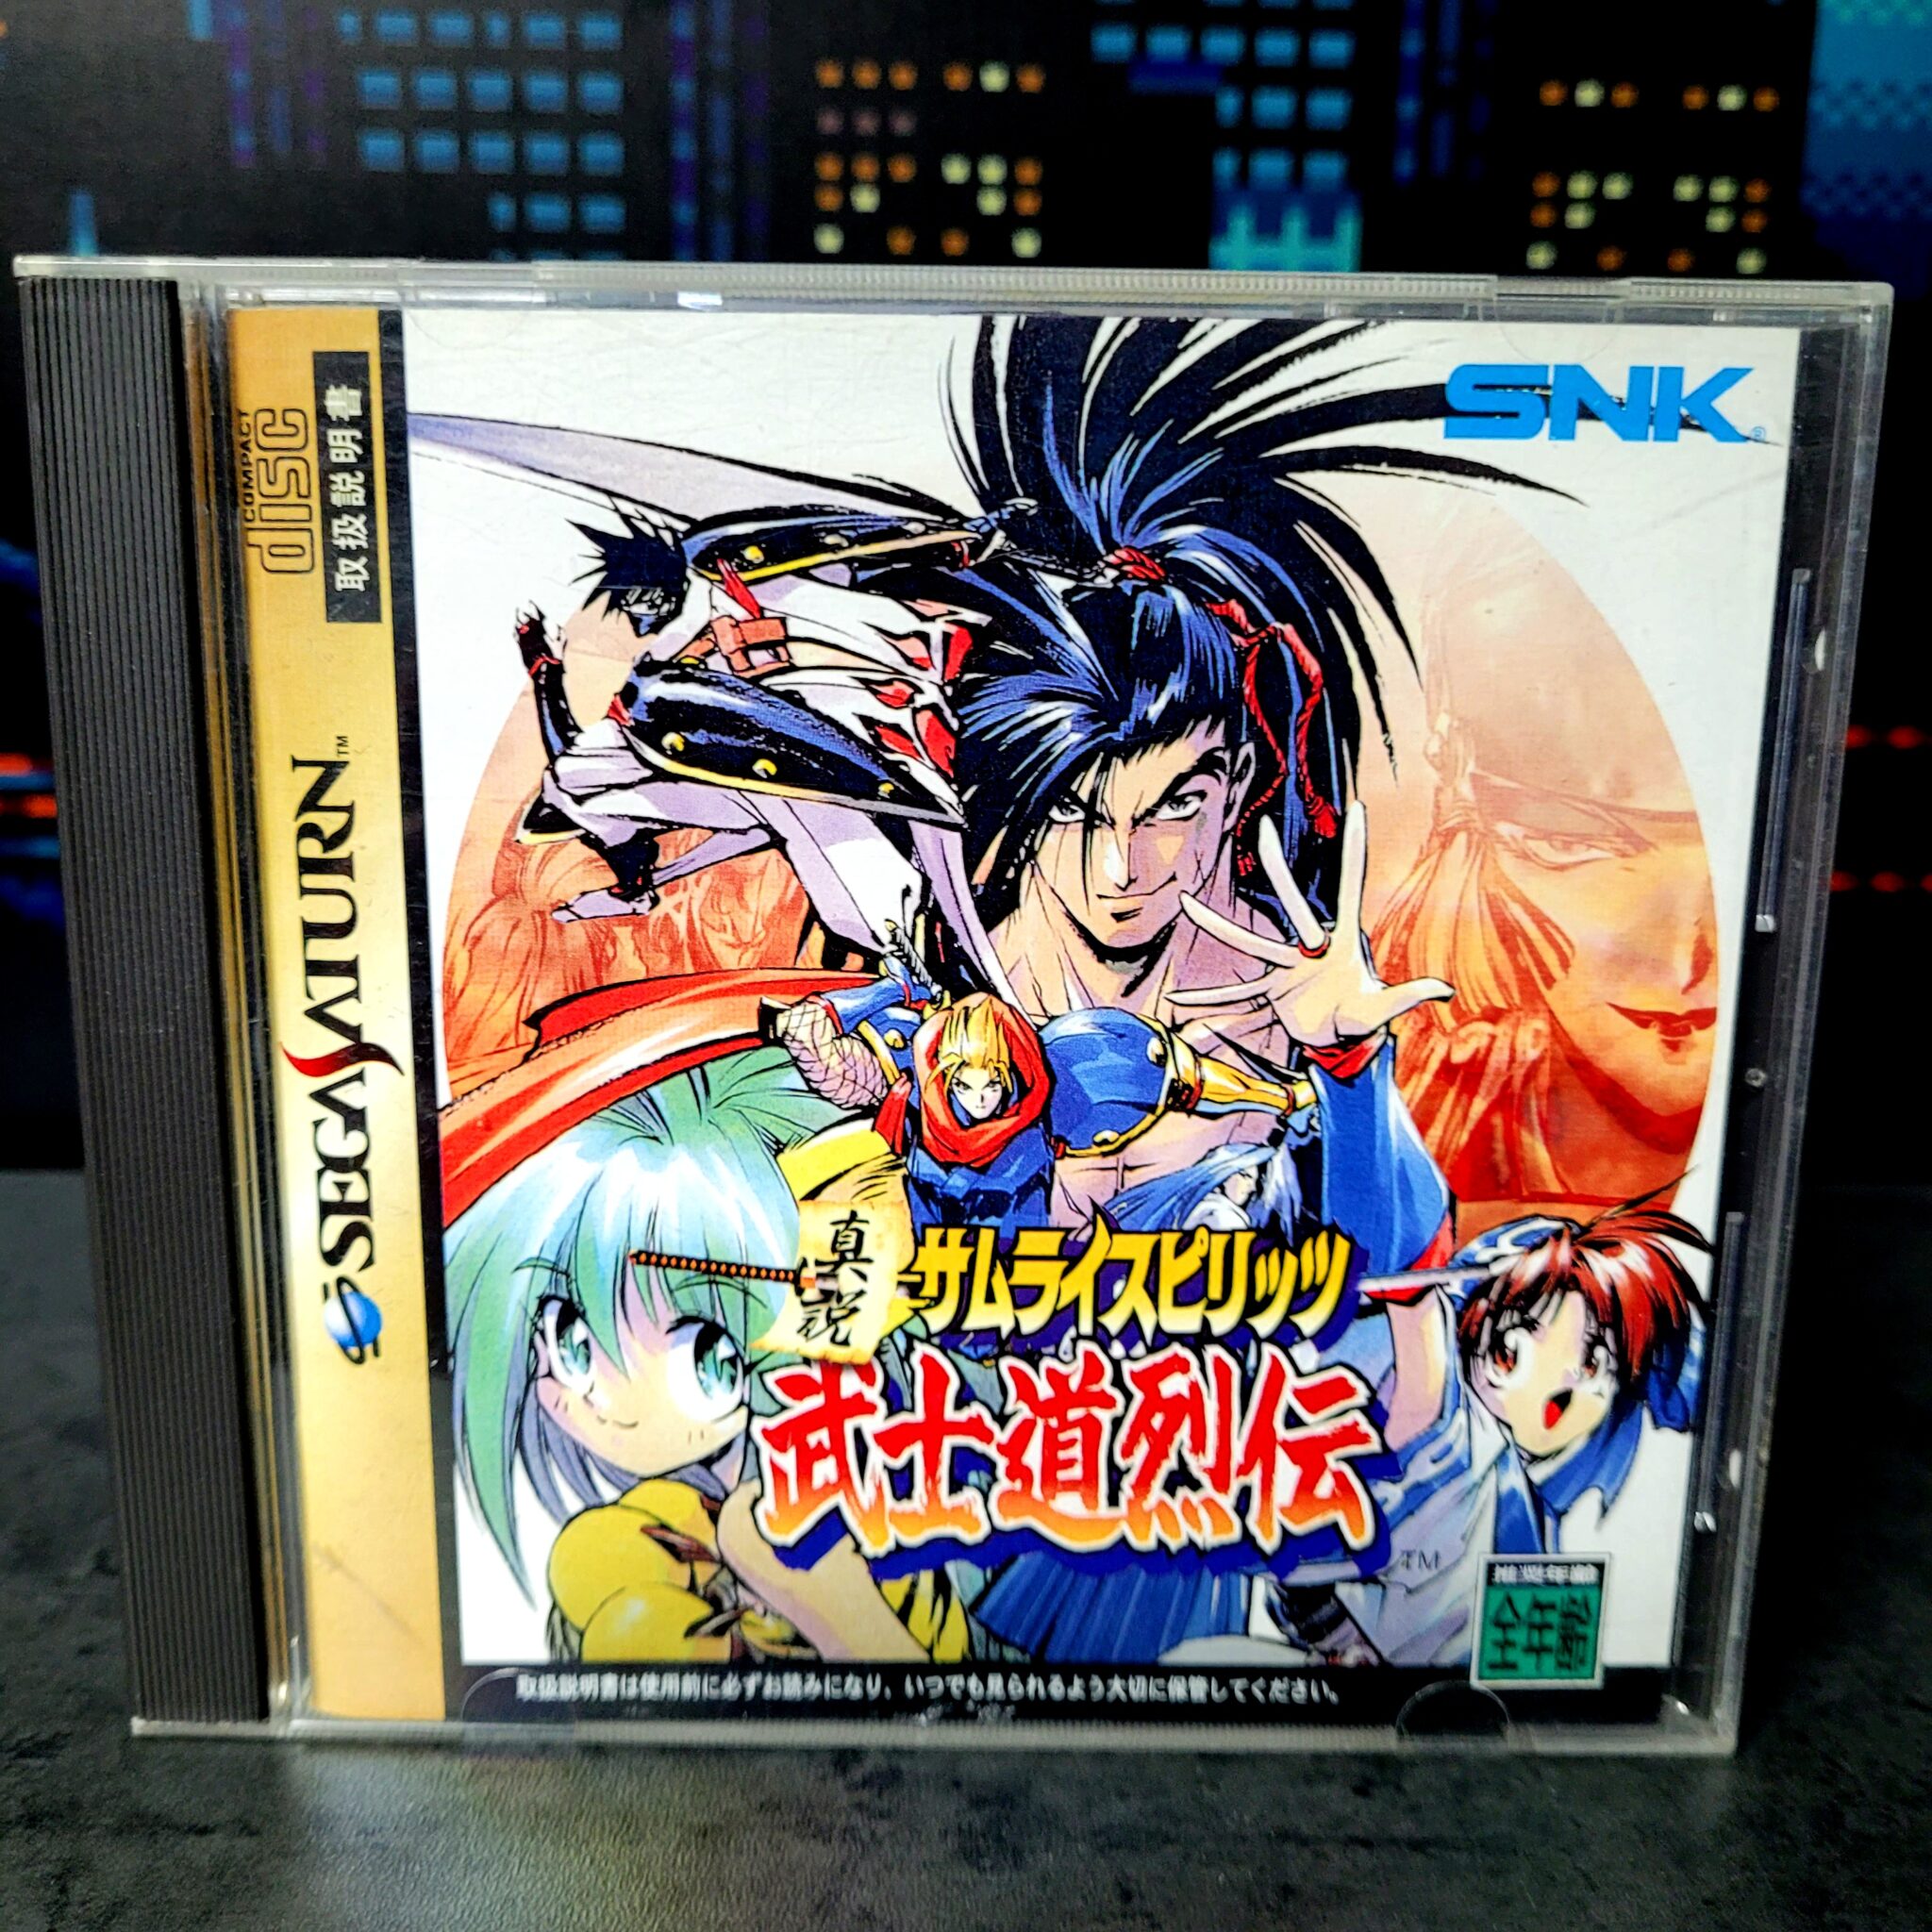 COMPACT
disc
取扱説明書
SEGA SATURN™
SNK®
真説
サムライスピリッツ
武士道烈伝
TM
推奨年齢
全年齢
取扱説明書は使用前に必ずお読みになり、いつでも見られるよう大切に保管してください。